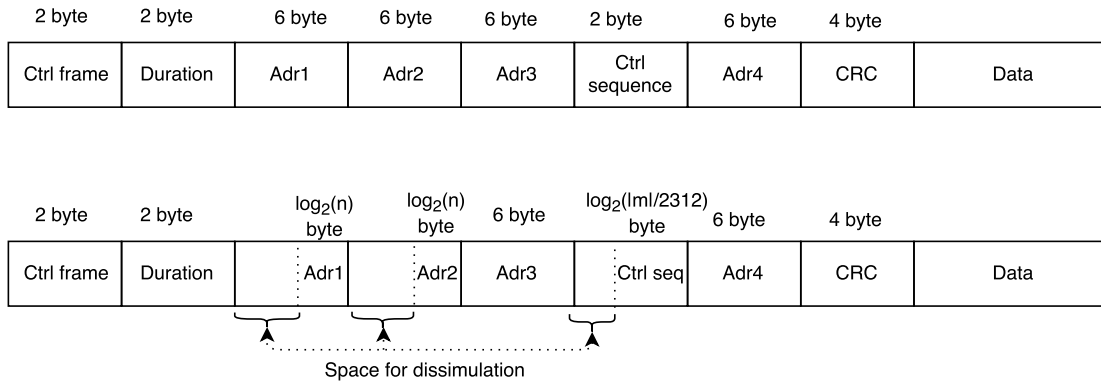 2 byte 2 byte 6 byte 6 byte 6 byte 2 byte 6 byte 4 byte
Ctrl frame Duration Adr1 Adr2 Adr3 Ctrl sequence Adr4 CRC Data
2 byte 2 byte log2(n) byte log2(n) byte 6 byte log2(lml/2312) byte 6 byte 4 byte
Ctrl frame Duration Adr1 Adr2 Adr3 Ctrl seq Adr4 CRC Data
Space for dissimulation